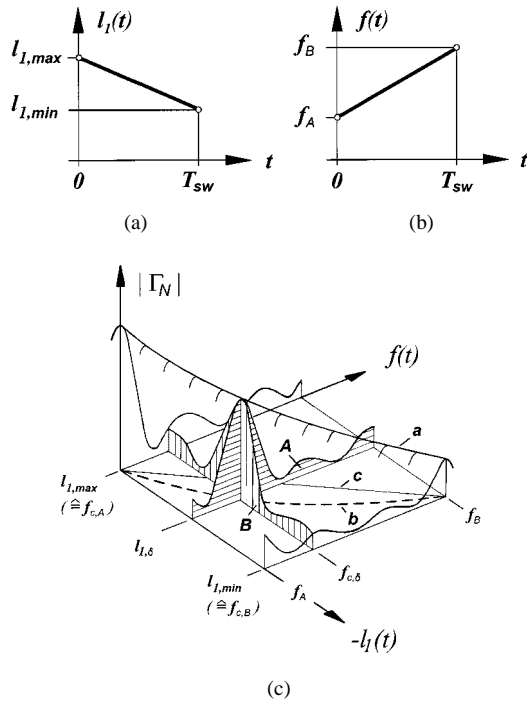 l1(t)
l1,max
l1,min
0
Tsw
t
(a)
f(t)
fB
fA
0
Tsw
t
(b)
|ΓN|
f(t)
a
A
c
B
b
l1,max
(≙fc,A)
l1,δ
l1,min
(≙fc,B)
fA
fc,δ
fB
-l1(t)
(c)